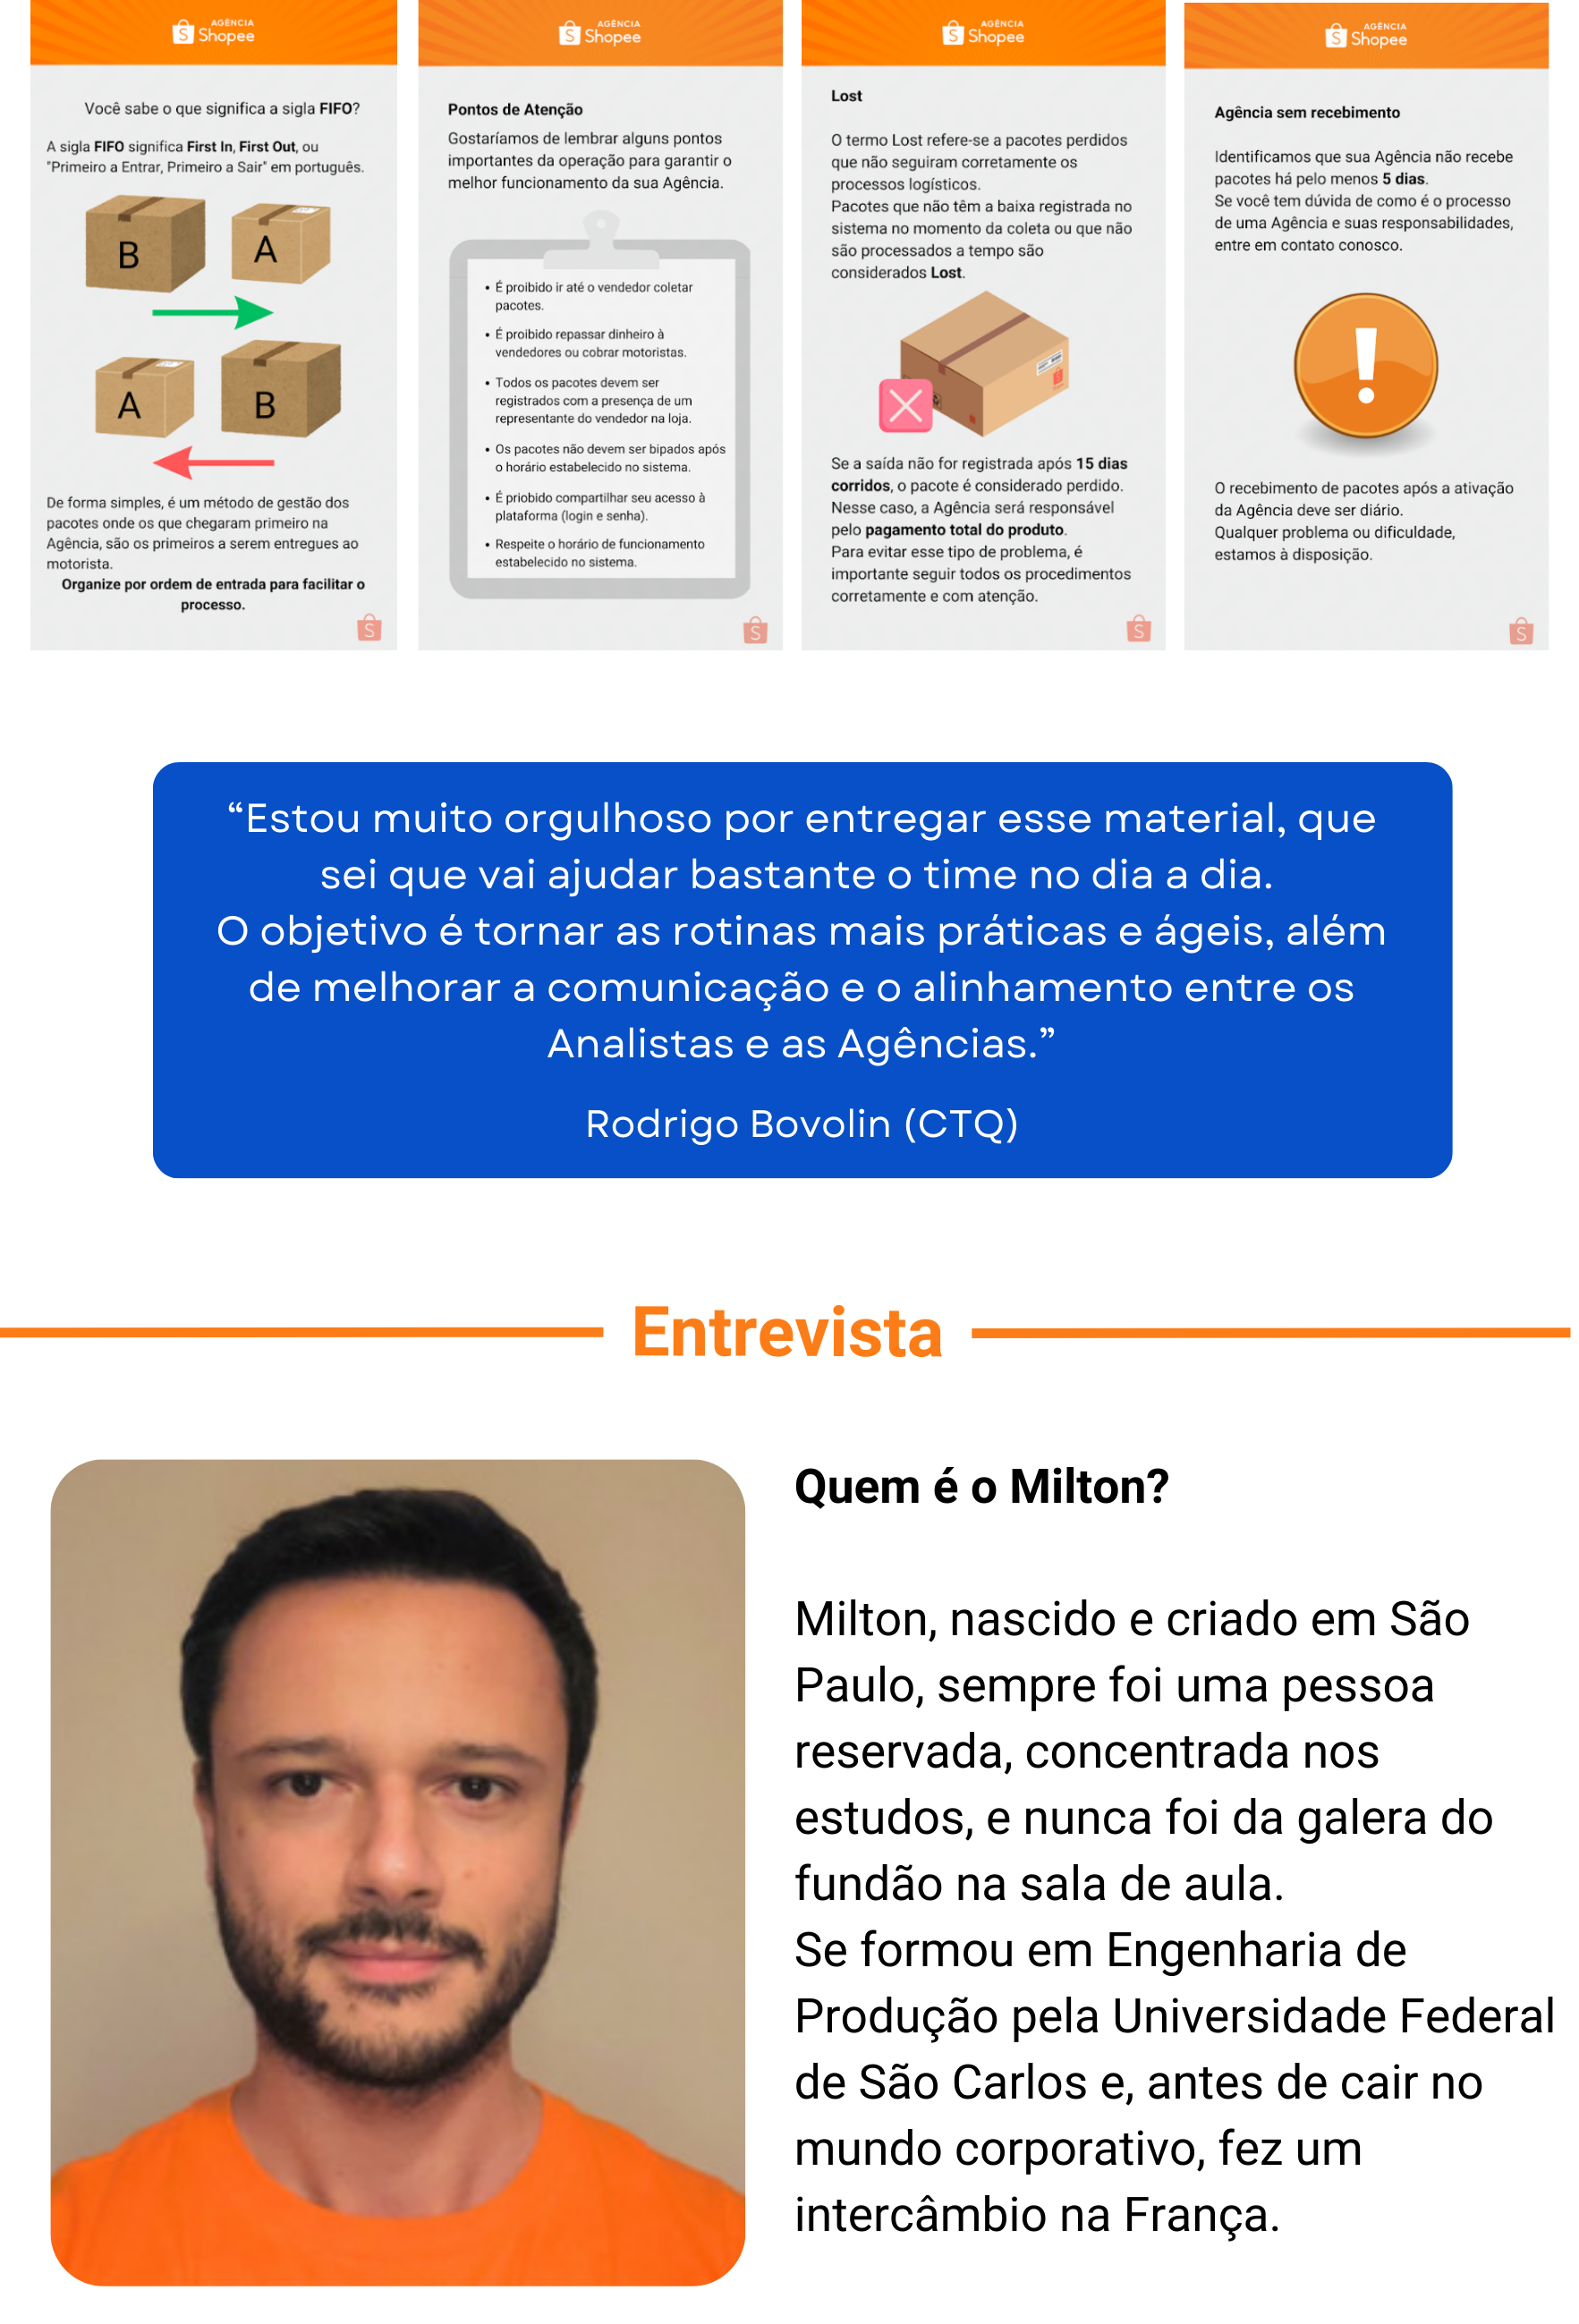 AGÊNCIA
Shopee
Você sabe o que significa a sigla FIFO?
A sigla FIFO significa First In, First Out, ou
"Primeiro a Entrar, Primeiro a Sair" em português.
B
A
A
B
De forma simples, é um método de gestão dos
pacotes onde os que chegaram primeiro na
Agência, são os primeiros a serem entregues ao
motorista.
Organize por ordem de entrada para facilitar o
processo.
AGÊNCIA
Shopee
Pontos de Atenção
Gostaríamos de lembrar alguns pontos
importantes da operação para garantir o
melhor funcionamento da sua Agência.
• É proibido ir até o vendedor coletar
pacotes.
• É proibido repassar dinheiro à
vendedores ou cobrar motoristas.
• Todos os pacotes devem ser
registrados com a presença de um
representante do vendedor na loja.
• Os pacotes não devem ser bipados após
o horário estabelecido no sistema.
• É priobido compartilhar seu acesso à
plataforma (login e senha).
• Respeite o horário de funcionamento
estabelecido no sistema.
AGÊNCIA
Shopee
Lost
O termo Lost refere-se a pacotes perdidos
que não seguiram corretamente os
processos logísticos.
Pacotes que não têm a baixa registrada no
sistema no momento da coleta ou que não
são processados a tempo são
considerados Lost.
Se a saída não for registrada após 15 dias
corridos, o pacote é considerado perdido.
Nesse caso, a Agência será responsável
pelo pagamento total do produto.
Para evitar esse tipo de problema, é
importante seguir todos os procedimentos
corretamente e com atenção.
AGÊNCIA
Shopee
Agência sem recebimento
Identificamos que sua Agência não recebe
pacotes há pelo menos 5 dias.
Se você tem dúvida de como é o processo
de uma Agência e suas responsabilidades,
entre em contato conosco.
!
O recebimento de pacotes após a ativação
da Agência deve ser diário.
Qualquer problema ou dificuldade,
estamos à disposição.
“Estou muito orgulhoso por entregar esse material, que
sei que vai ajudar bastante o time no dia a dia.
O objetivo é tornar as rotinas mais práticas e ágeis, além
de melhorar a comunicação e o alinhamento entre os
Analistas e as Agências.”
Rodrigo Bovolin (CTQ)
Entrevista
Quem é o Milton?
Milton, nascido e criado em São
Paulo, sempre foi uma pessoa
reservada, concentrada nos
estudos, e nunca foi da galera do
fundão na sala de aula.
Se formou em Engenharia de
Produção pela Universidade Federal
de São Carlos e, antes de cair no
mundo corporativo, fez um
intercâmbio na França.